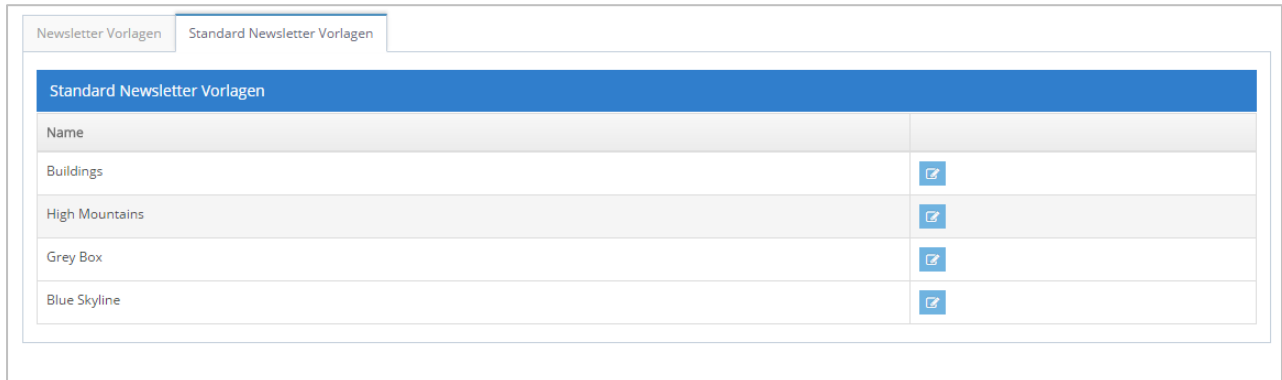 Newsletter Vorlagen Standard Newsletter Vorlagen
Standard Newsletter Vorlagen
Name
Buildings
High Mountains
Grey Box
Blue Skyline